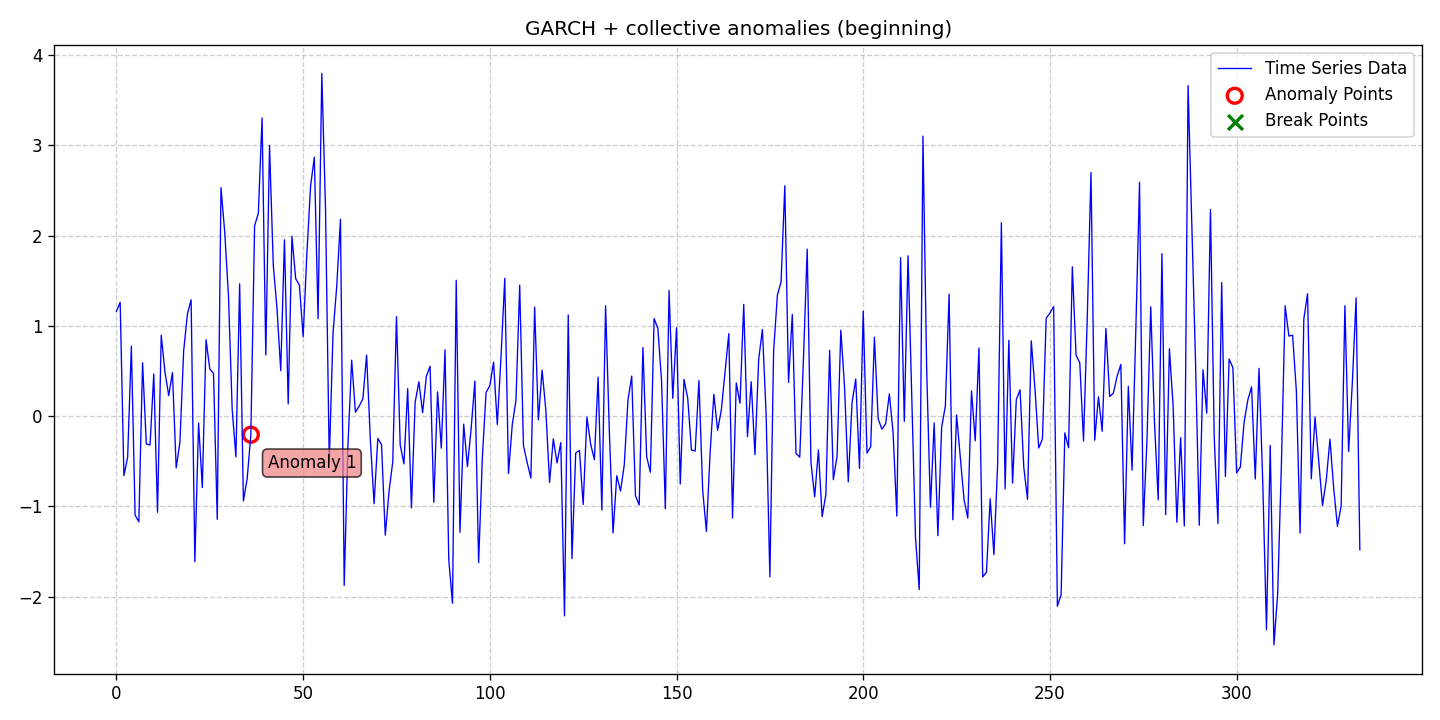 GARCH + collective anomalies (beginning)
Time Series Data
Anomaly Points
Break Points
4
3
2
1
0
−1
−2
Anomaly 1
0
50
100
150
200
250
300